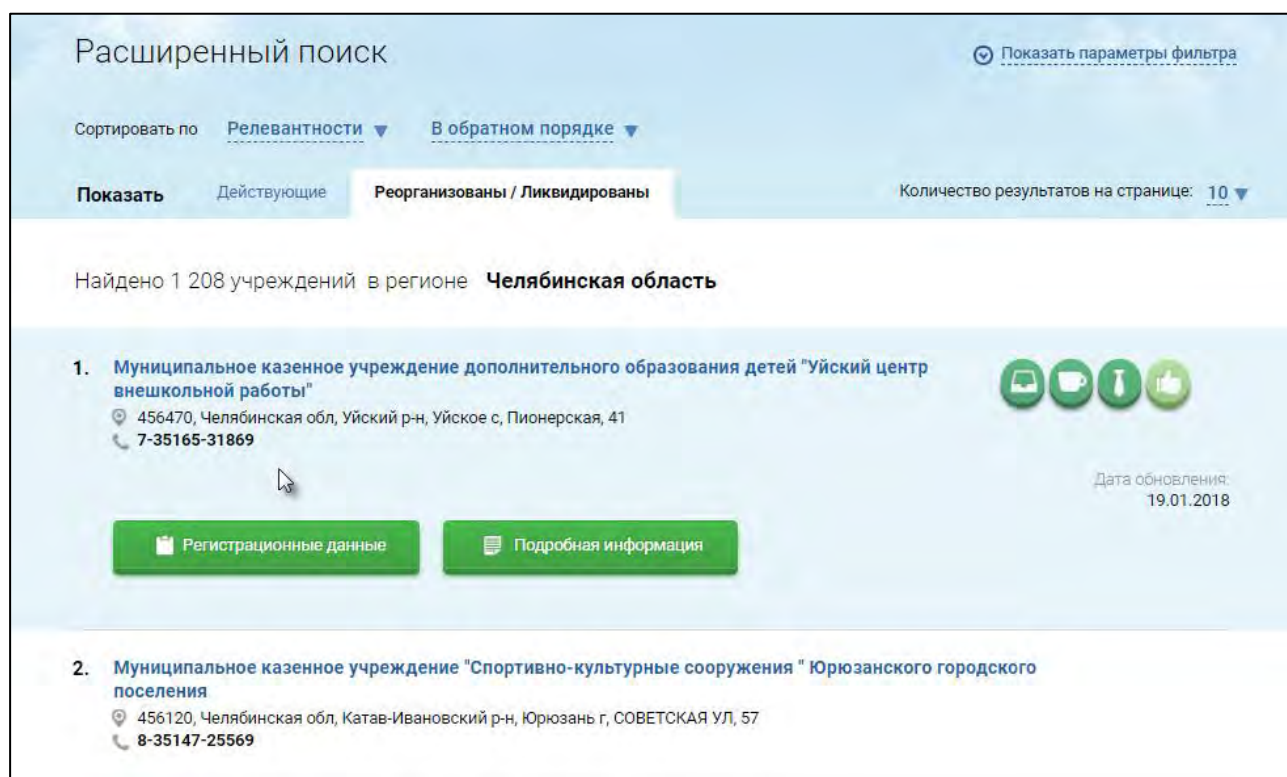 Расширенный поиск
Показать параметры фильтра
Сортировать по Релевантности В обратном порядке
Показать Действующие Реорганизованы / Ликвидированы Количество результатов на странице: 10
Найдено 1 208 учреждений в регионе Челябинская область
1. Муниципальное казенное учреждение дополнительного образования детей "Уйский центр
внешкольной работы"
456470, Челябинская обл, Уйский р-н, Уйское с, Пионерская, 41
7-35165-31869
Дата обновления:
19.01.2018
Регистрационные данные Подробная информация
2. Муниципальное казенное учреждение "Спортивно-культурные сооружения " Юрюзанского городского
поселения
456120, Челябинская обл, Катав-Ивановский р-н, Юрюзань г, СОВЕТСКАЯ УЛ, 57
8-35147-25569